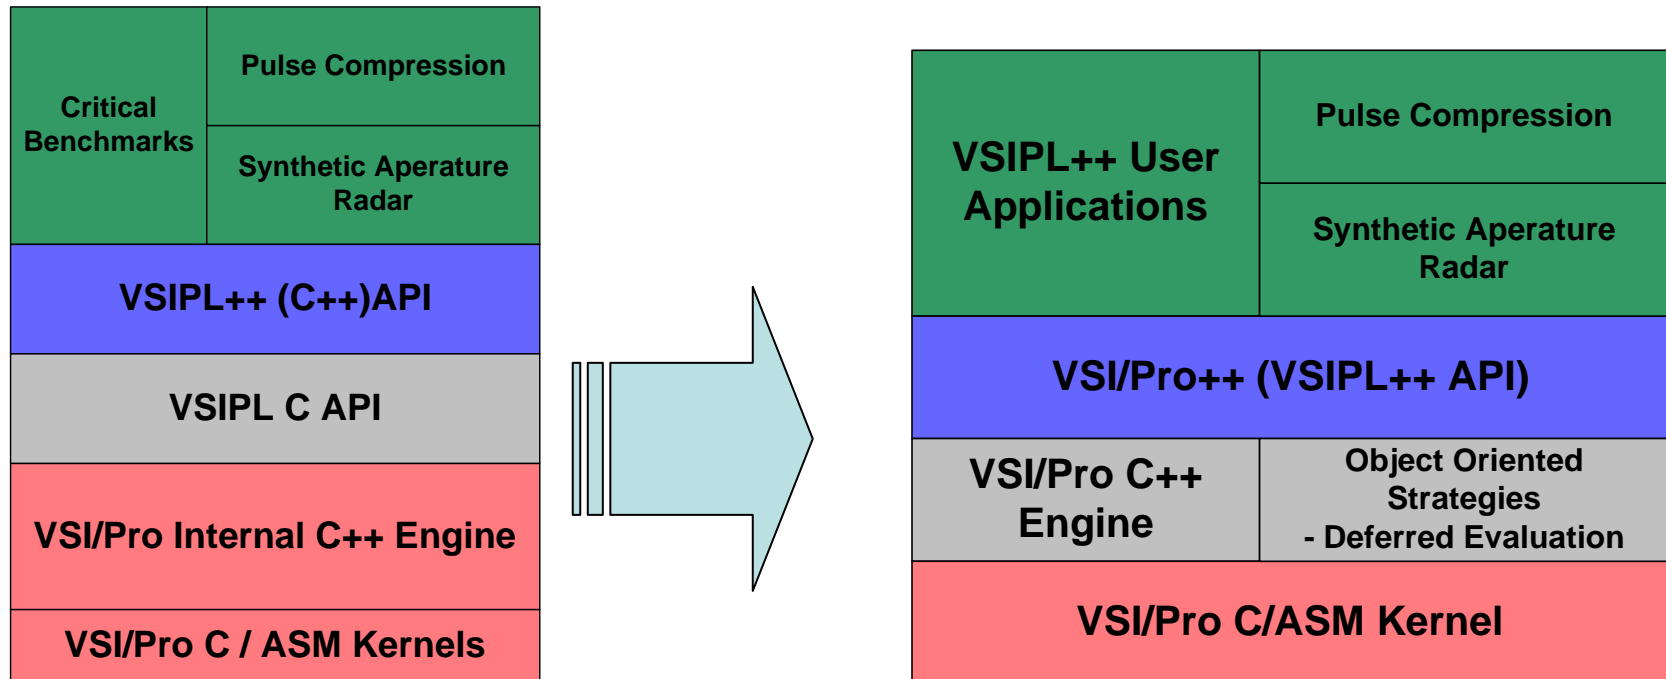 Critical
Benchmarks
Pulse Compression
Synthetic Aperature
Radar
VSIPL++ (C++)API
VSIPL C API
VSI/Pro Internal C++ Engine
VSI/Pro C / ASM Kernels
VSIPL++ User
Applications
Pulse Compression
Synthetic Aperature
Radar
VSI/Pro++ (VSIPL++ API)
VSI/Pro C++
Engine
Object Oriented
Strategies
- Deferred Evaluation
VSI/Pro C/ASM Kernel